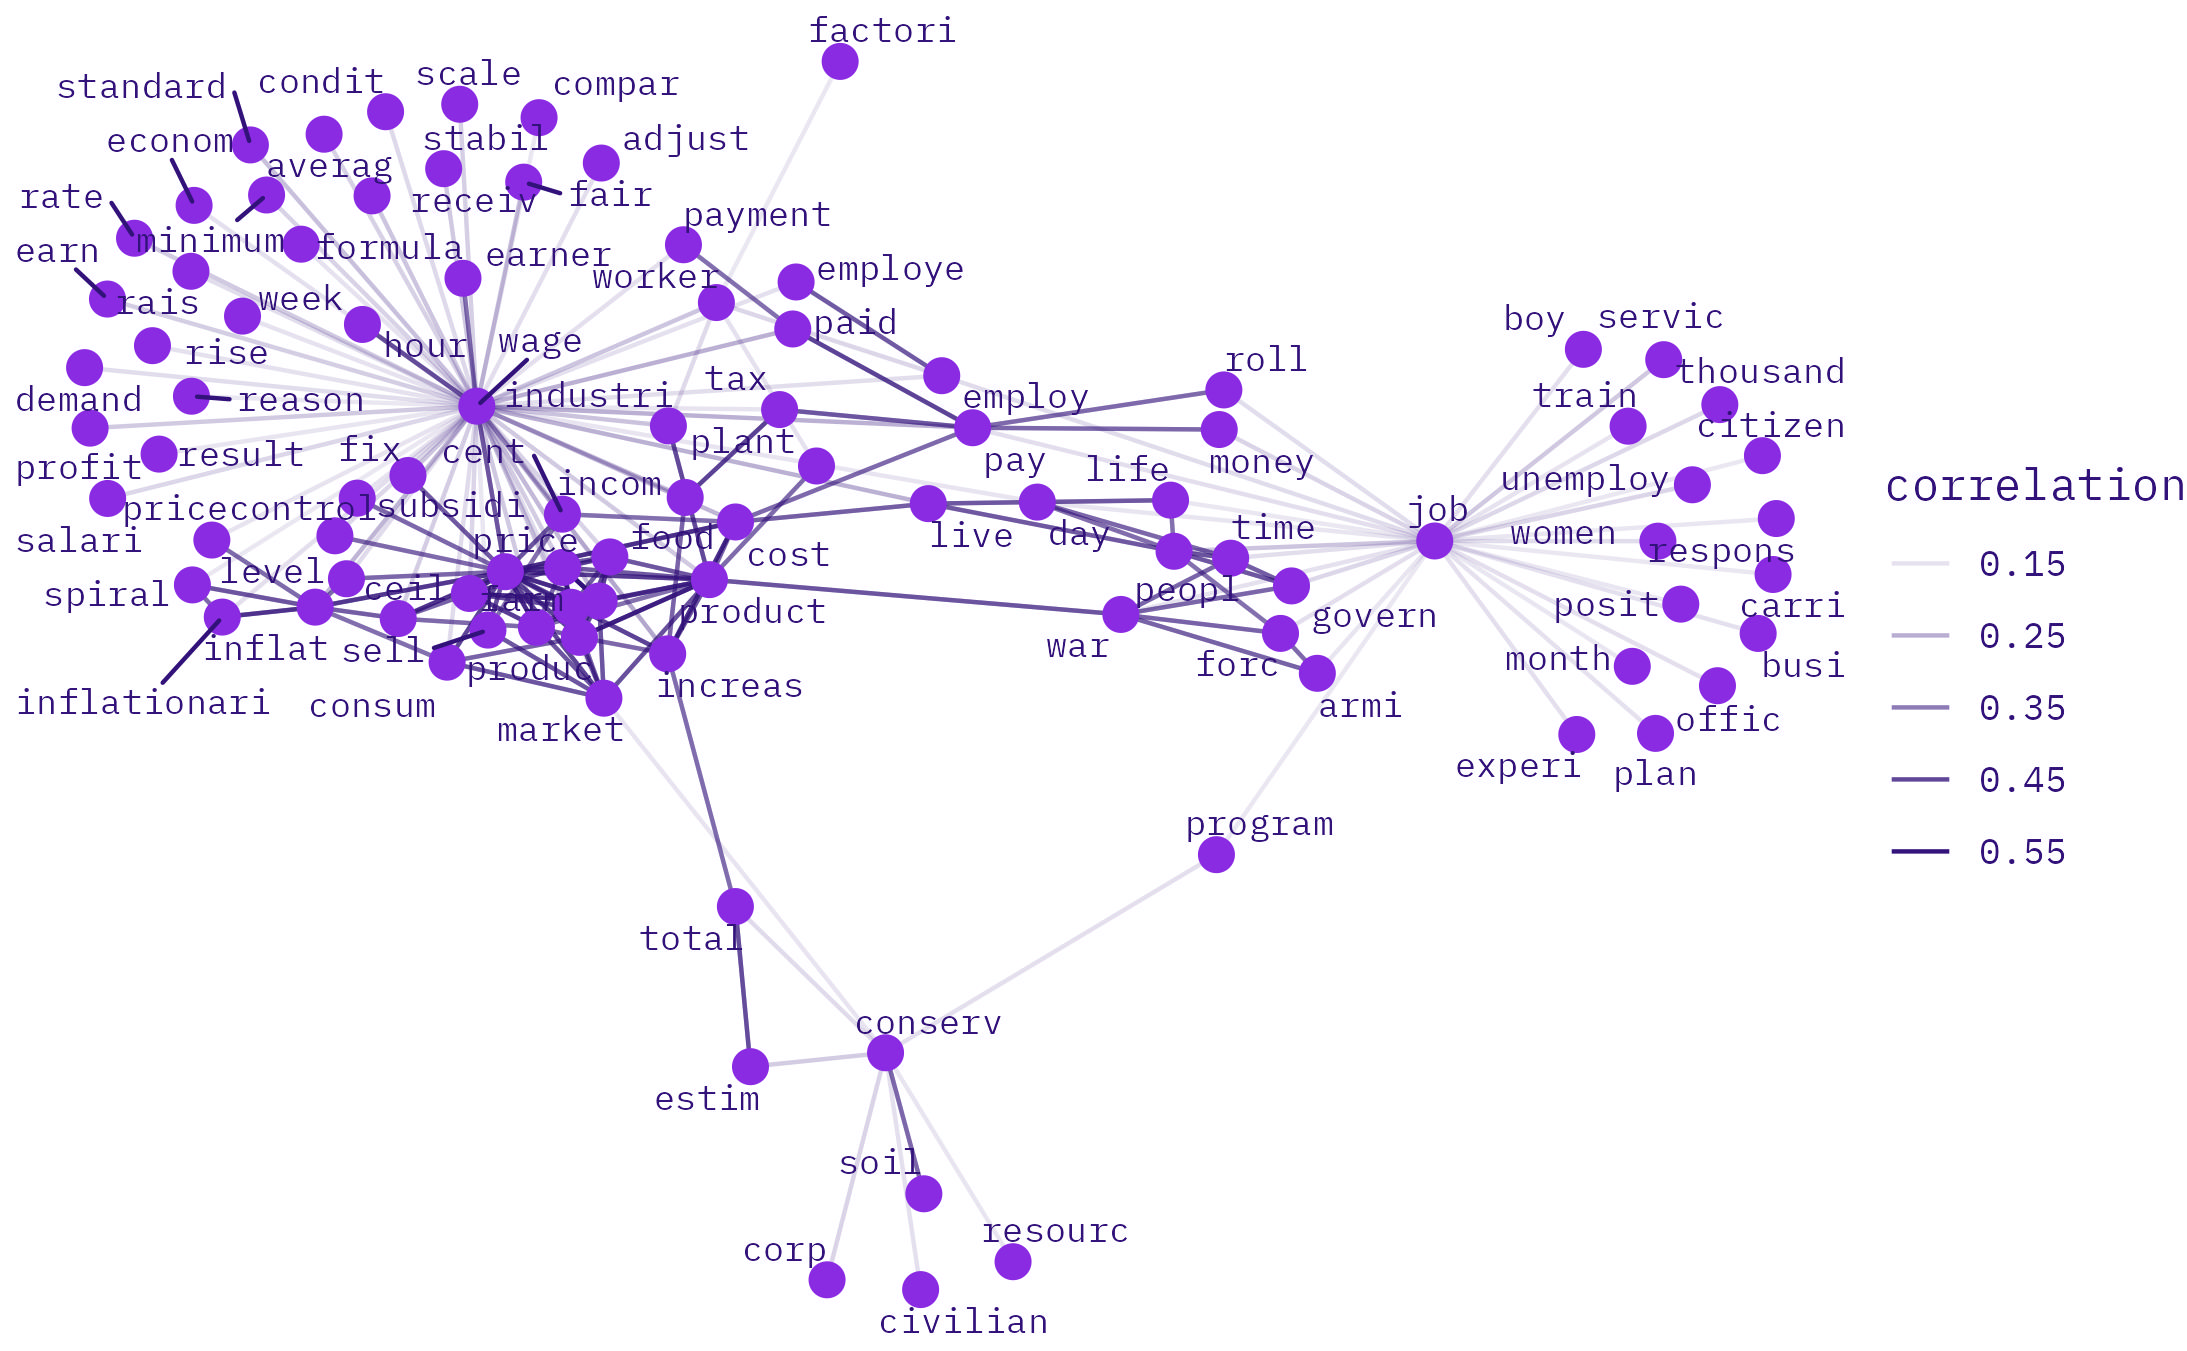 factori
standard
condit
scale
compar
econom
averag
stabil
adjust
rate
receiv
fair
payment
earn
minimum
formula
earner
worker
employe
rais
week
hour
wage
paid
boy
servic
rise
industri
tax
roll
thousand
demand
reason
employ
train
citizen
profit
result
fix
cent
plant
pay
life
money
unemploy
correlation
pricecontrol
subsidi
incom
job
salari
price
food
cost
live
day
time
women
respons
0.15
spiral
level
ceil
farm
product
peopl
govern
posit
carri
0.25
inflat
sell
produc
increas
war
forc
month
busi
inflationari
consum
market
armi
offic
0.35
experi
plan
0.45
program
0.55
total
conserv
estim
soil
corp
resourc
civilian